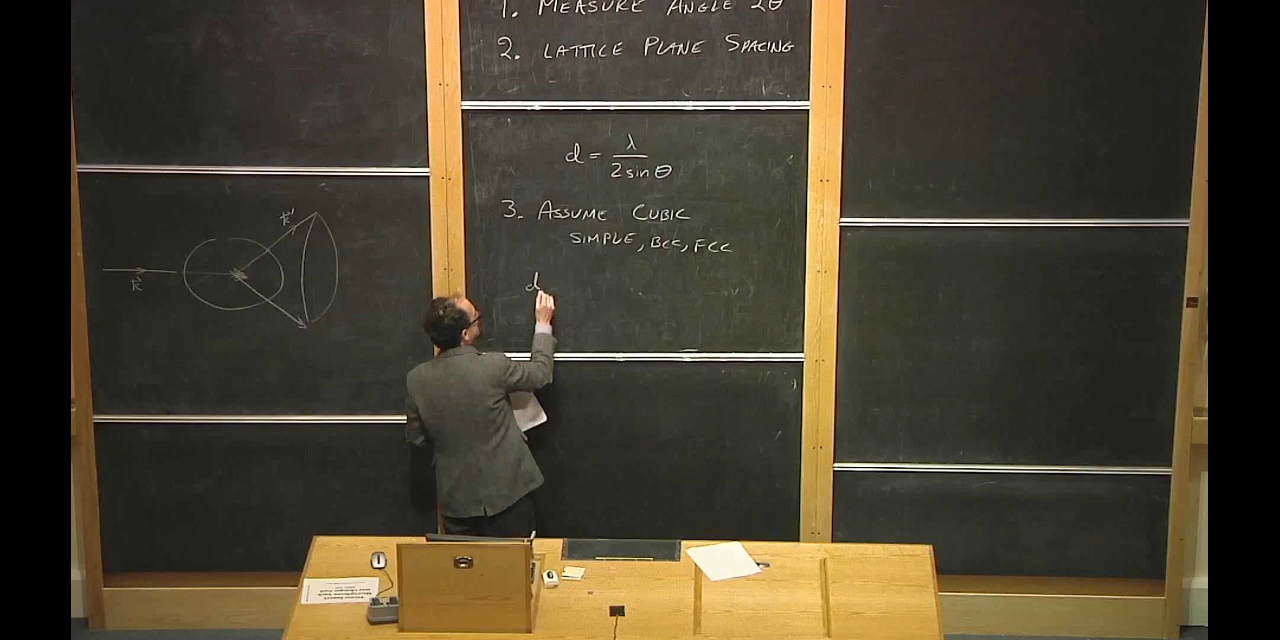 k
k'
1. MEASURE ANGLE 2θ
2. LATTICE PLANE SPACING
d = λ / 2 sin θ
3. ASSUME CUBIC
SIMPLE, BCC, FCC
d